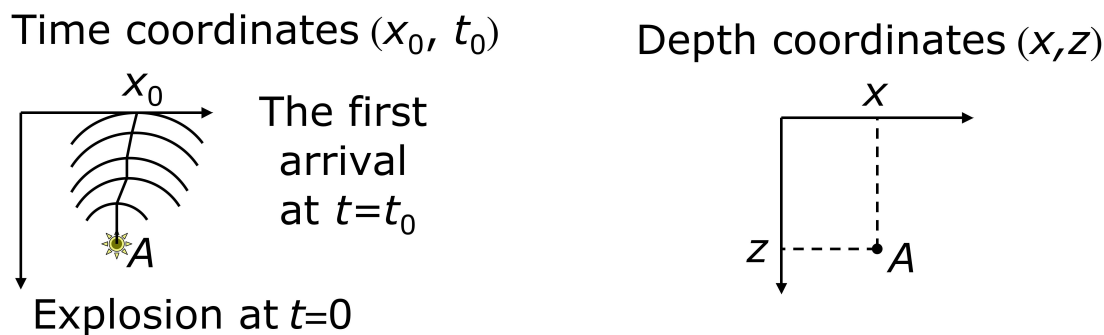 Time coordinates (x₀, t₀)
x₀
The first
arrival
at t=t₀
A
Explosion at t=0
Depth coordinates (x,z)
x
z
A